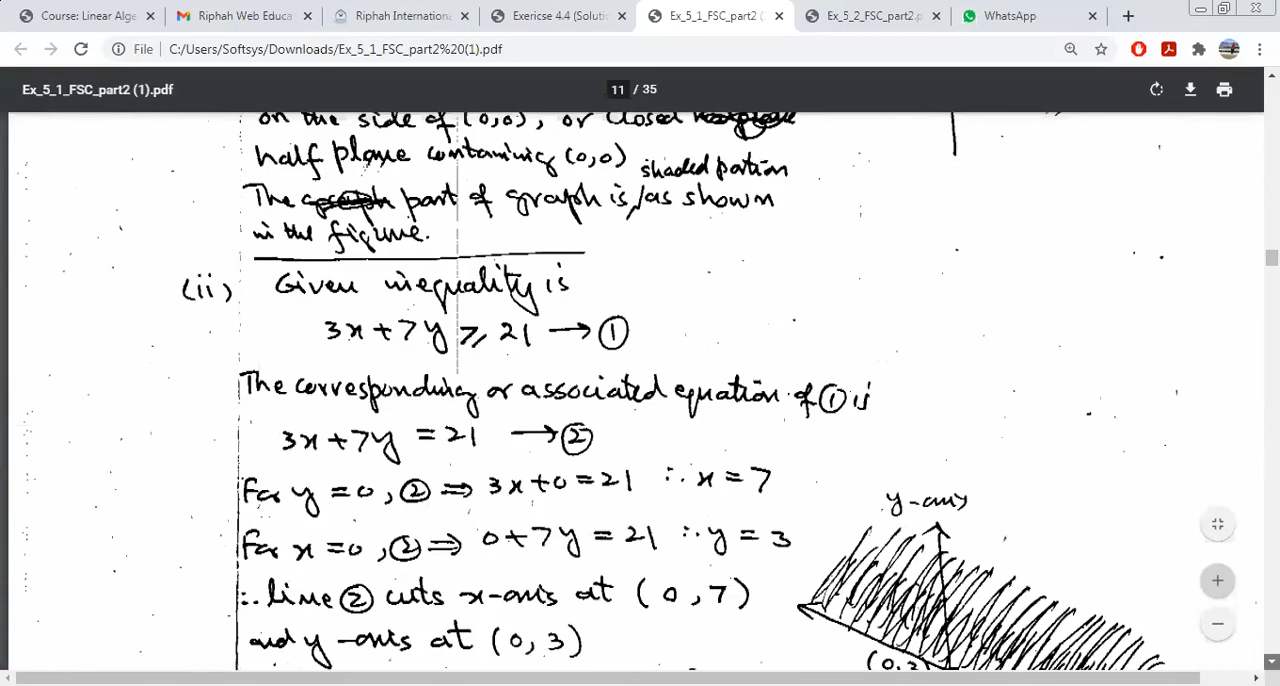 Course: Linear Alge
Riphah Web Educa
Riphah International
Exericse 4.4 (Soluti
Ex_5_1_FSC_part2 (
Ex_5_2_FSC_part2.p
WhatsApp
File C:/Users/Softsys/Downloads/Ex_5_1_FSC_part2%20(1).pdf
Ex_5_1_FSC_part2 (1).pdf
11 / 35
on the side of (0,0), or closed
half plane containing (0,0)
shaded portion
The part of graph is, as shown
in the figure.
(ii) Given inequality is
3x+7y ⩾ 21 → ①
The corresponding or associated equation of ① is
3x+7y = 21 → ②
For y = 0, ② ⇒ 3x+0 = 21 ∴ x = 7
For x = 0, ② ⇒ 0+7y = 21 ∴ y = 3
∴ line ② cuts x-axis at (0,7)
and y-axis at (0,3)
y-axis